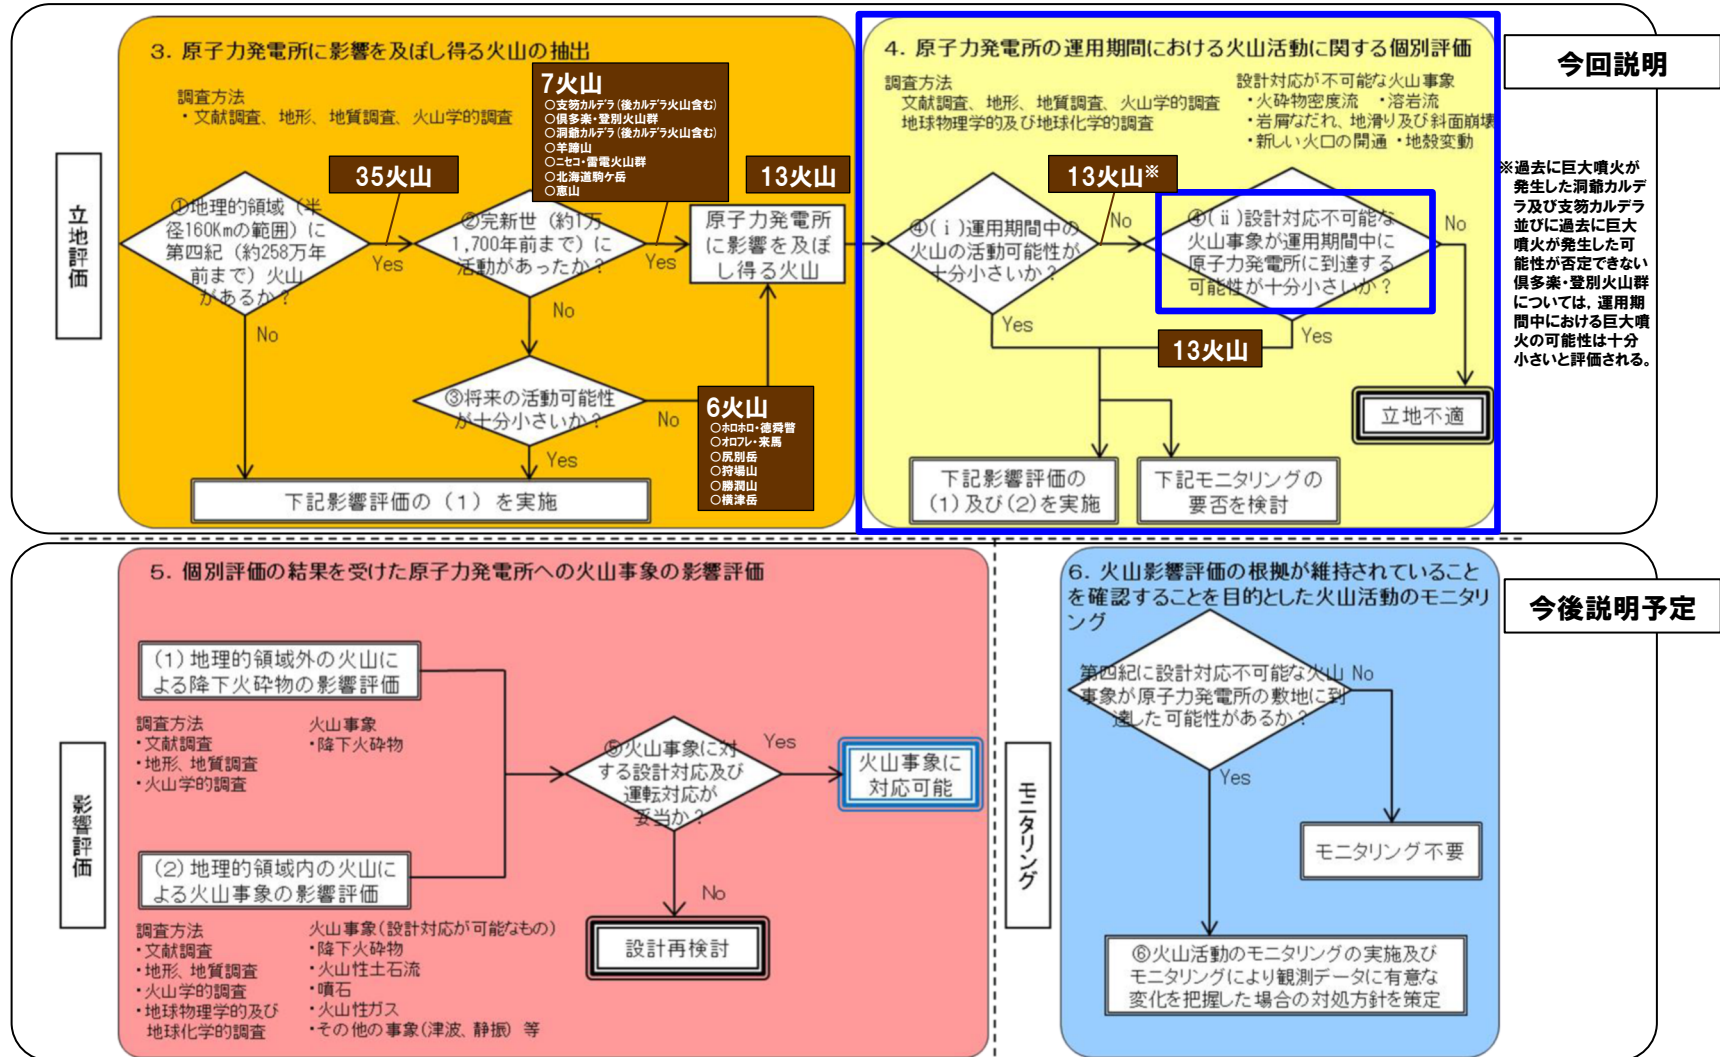 3. 原子力発電所に影響を及ぼし得る火山の抽出
調査方法
・文献調査、地形、地質調査、火山学的調査
7火山
○支笏カルデラ(後カルデラ火山含む)
○倶多楽・登別火山群
○洞爺カルデラ(後カルデラ火山含む)
○羊蹄山
○ニセコ・雷電火山群
○北海道駒ケ岳
○恵山
立地評価
①地理的領域（半
径160Kmの範囲）に
第四紀（約258万年
前まで）火山
があるか？
35火山
Yes
No
②完新世（約1万
1,700年前まで）に
活動があったか？
Yes
No
13火山
原子力発電所
に影響を及ぼ
し得る火山
③将来の活動可能性
が十分小さいか？
No
Yes
6火山
○ホロホロ・徳舜瞥
○オロフレ・来馬
○尻別岳
○狩場山
○勝澗山
○横津岳
下記影響評価の（1）を実施
4. 原子力発電所の運用期間における火山活動に関する個別評価
調査方法
文献調査、地形、地質調査、火山学的調査
地球物理学的及び地球化学的調査
設計対応が不可能な火山事象
・火砕物密度流 ・溶岩流
・岩屑なだれ、地滑り及び斜面崩壊
・新しい火口の開通 ・地殻変動
④(ⅰ)運用期間中の
火山の活動可能性が
十分小さいか？
13火山※
No
Yes
④(ⅱ)設計対応不可能な
火山事象が運用期間中に
原子力発電所に到達する
可能性が十分小さいか？
No
Yes
13火山
立地不適
下記影響評価の
(1)及び(2)を実施
下記モニタリングの
要否を検討
今回説明
※過去に巨大噴火が
発生した洞爺カルデ
ラ及び支笏カルデラ
並びに過去に巨大
噴火が発生した可
能性が否定できない
倶多楽・登別火山群
については，運用期
間中における巨大噴
火の可能性は十分
小さいと評価される。
5. 個別評価の結果を受けた原子力発電所への火山事象の影響評価
影響評価
(1)地理的領域外の火山に
よる降下火砕物の影響評価
調査方法
・文献調査
・地形、地質調査
・火山学的調査
火山事象
・降下火砕物
(2)地理的領域内の火山に
よる火山事象の影響評価
調査方法
・文献調査
・地形、地質調査
・火山学的調査
・地球物理学的及び
地球化学的調査
火山事象(設計対応が可能なもの)
・降下火砕物
・火山性土石流
・噴石
・火山性ガス
・その他の事象(津波、静振) 等
⑤火山事象に対
する設計対応及び
運転対応が
妥当か？
Yes
No
火山事象に
対応可能
設計再検討
6. 火山影響評価の根拠が維持されていること
を確認することを目的とした火山活動のモニタリ
ング
モニタリング
第四紀に設計対応不可能な火山
事象が原子力発電所の敷地に到
達した可能性があるか？
No
Yes
モニタリング不要
⑥火山活動のモニタリングの実施及び
モニタリングにより観測データに有意な
変化を把握した場合の対処方針を策定
今後説明予定